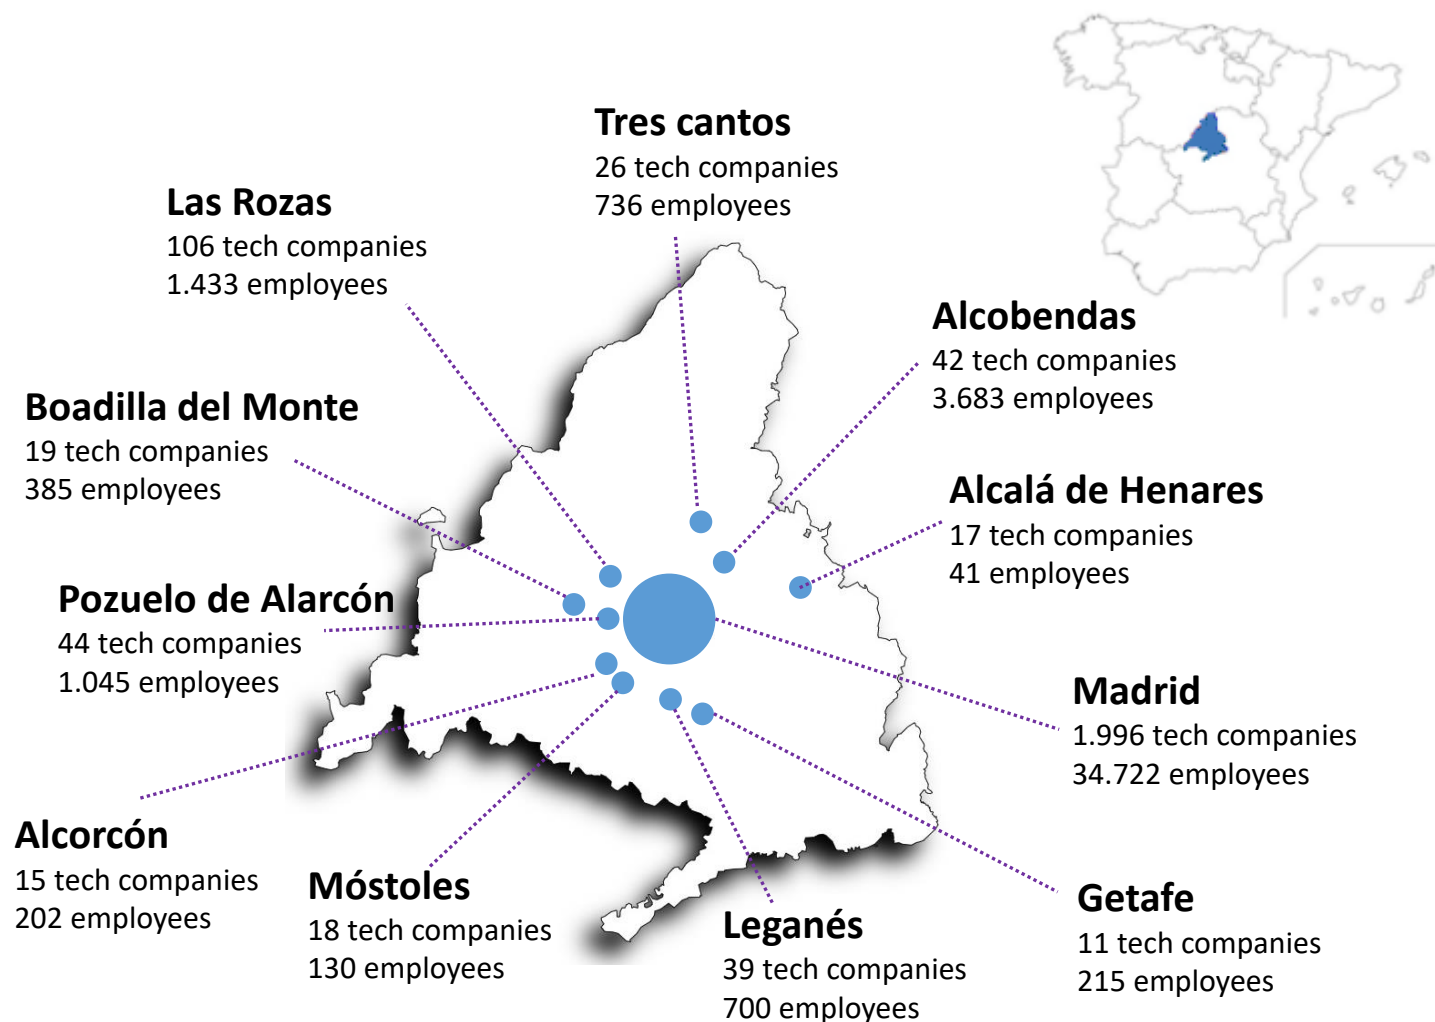 Tres cantos
26 tech companies
736 employees
Las Rozas
106 tech companies
1.433 employees
Alcobendas
42 tech companies
3.683 employees
Boadilla del Monte
19 tech companies
385 employees
Alcalá de Henares
17 tech companies
41 employees
Pozuelo de Alarcón
44 tech companies
1.045 employees
Madrid
1.996 tech companies
34.722 employees
Alcorcón
15 tech companies
202 employees
Móstoles
18 tech companies
130 employees
Leganés
39 tech companies
700 employees
Getafe
11 tech companies
215 employees